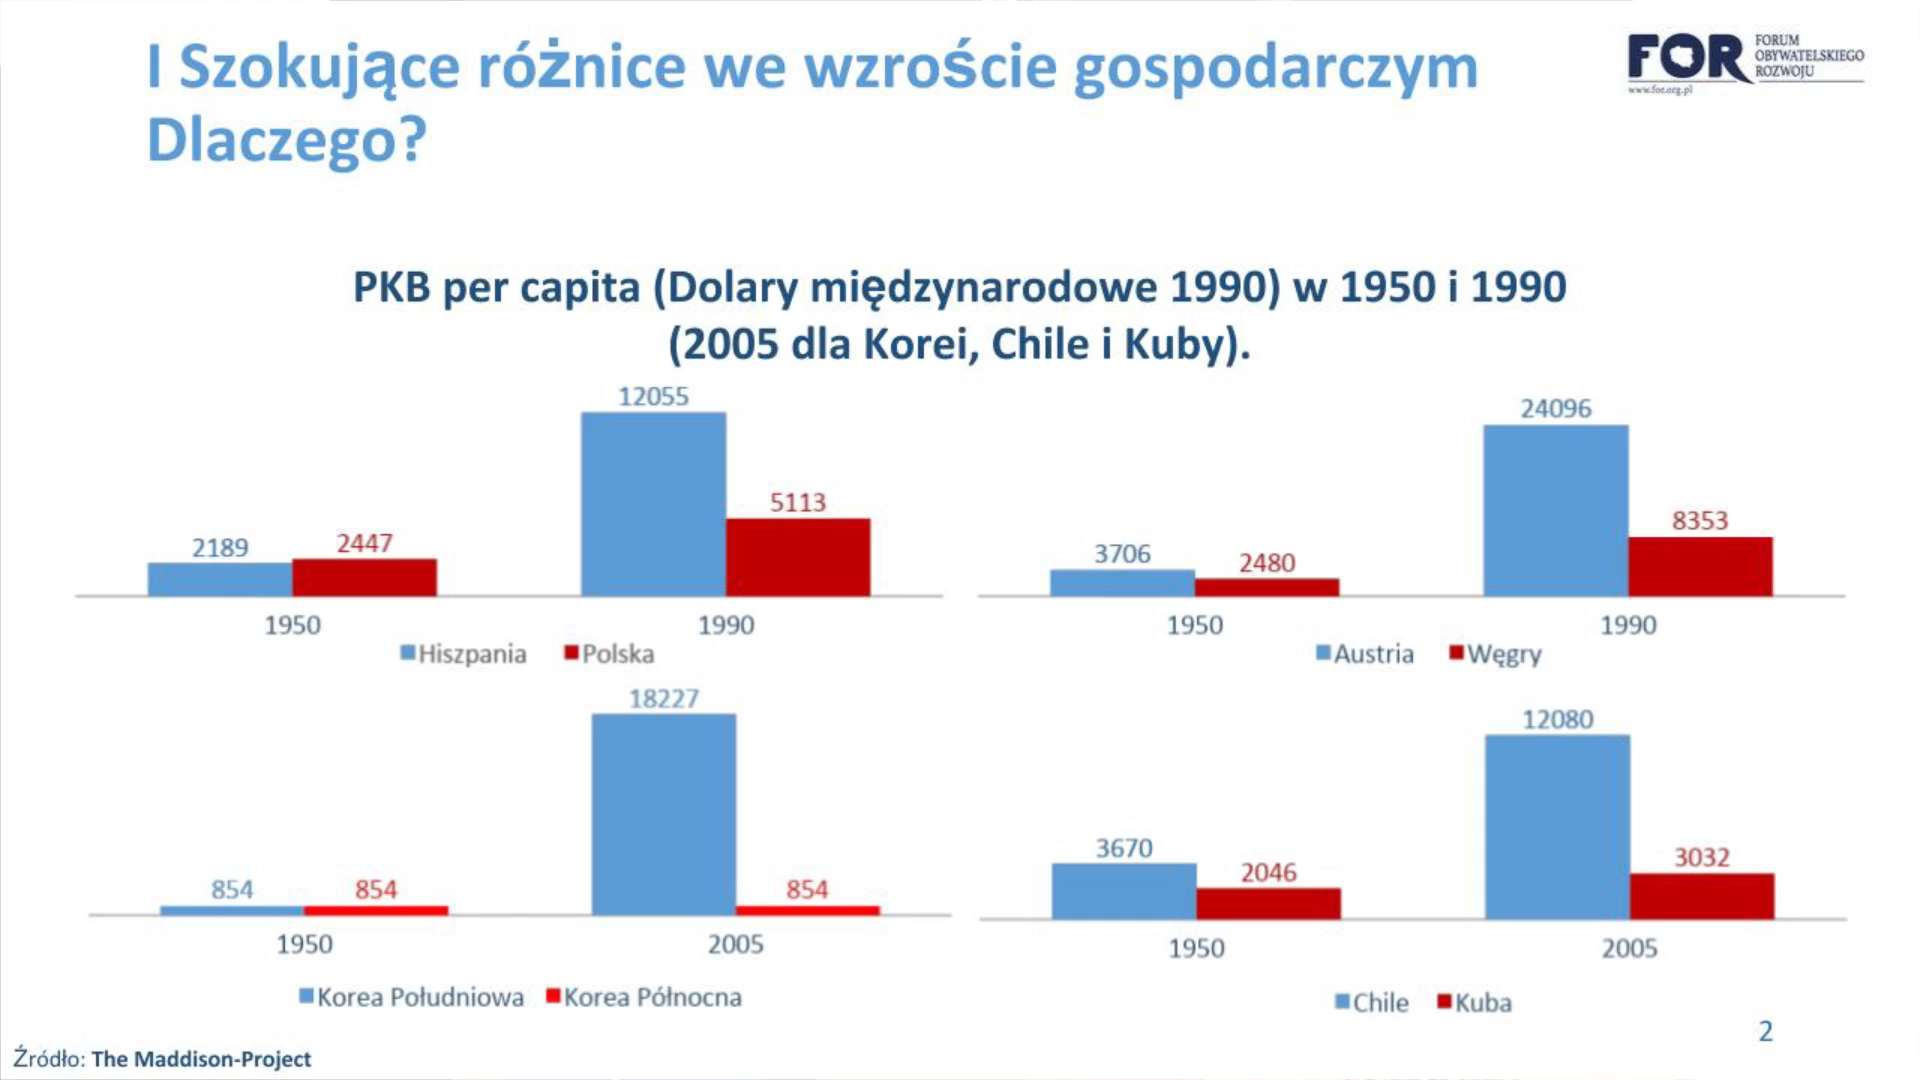 I Szokujące różnice we wzroście gospodarczym
Dlaczego?
FOR
FORUM
OBYWATELSKIEGO
ROZWOJU
www.for.org.pl
PKB per capita (Dolary międzynarodowe 1990) w 1950 i 1990
(2005 dla Korei, Chile i Kuby).
12055
5113
2189
2447
1950
1990
Hiszpania
Polska
24096
8353
3706
2480
1950
1990
Austria
Węgry
18227
854
854
854
1950
2005
Korea Południowa
Korea Północna
12080
3670
2046
3032
1950
2005
Chile
Kuba
2
Źródło: The Maddison-Project